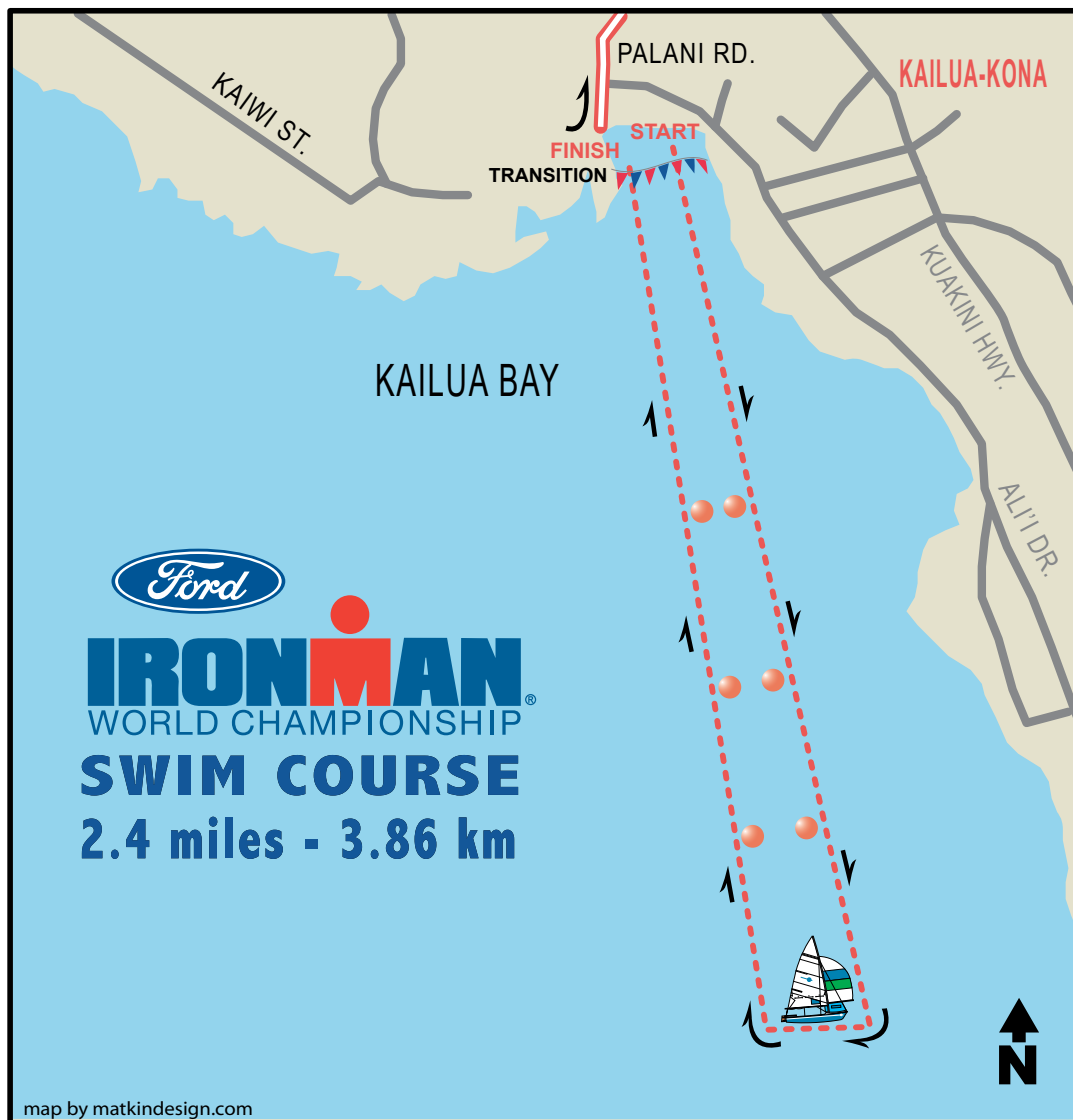 PALANI RD.
KAILUA-KONA
KAIWI ST.
START
FINISH
TRANSITION
KUAKINI HWY.
KAILUA BAY
ALI'I DR.
Ford
IRONMAN®
WORLD CHAMPIONSHIP
SWIM COURSE
2.4 miles - 3.86 km
N
map by matkindesign.com